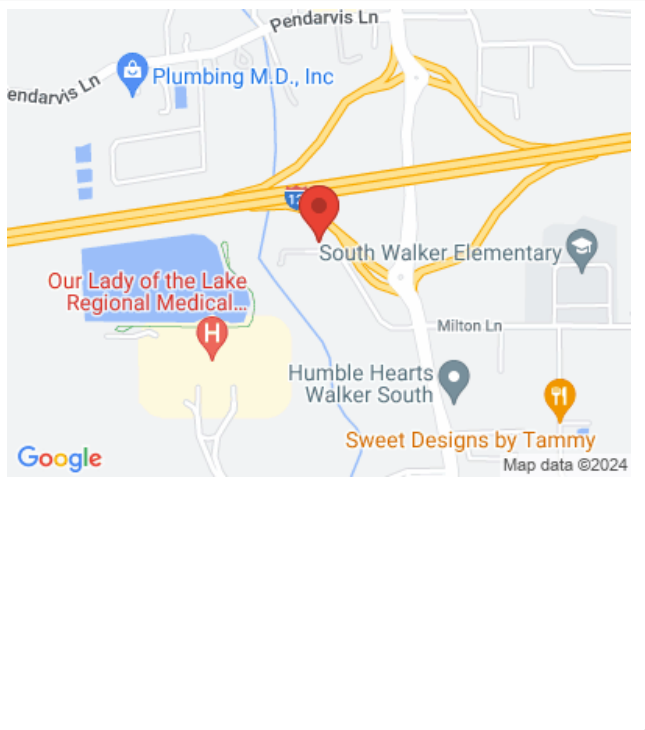 Pendarvis Ln
endarvis Ln
Plumbing M.D., Inc
South Walker Elementary
Our Lady of the Lake
Regional Medical...
H
Milton Ln
Humble Hearts
Walker South
Sweet Designs by Tammy
Google
Map data ©2024